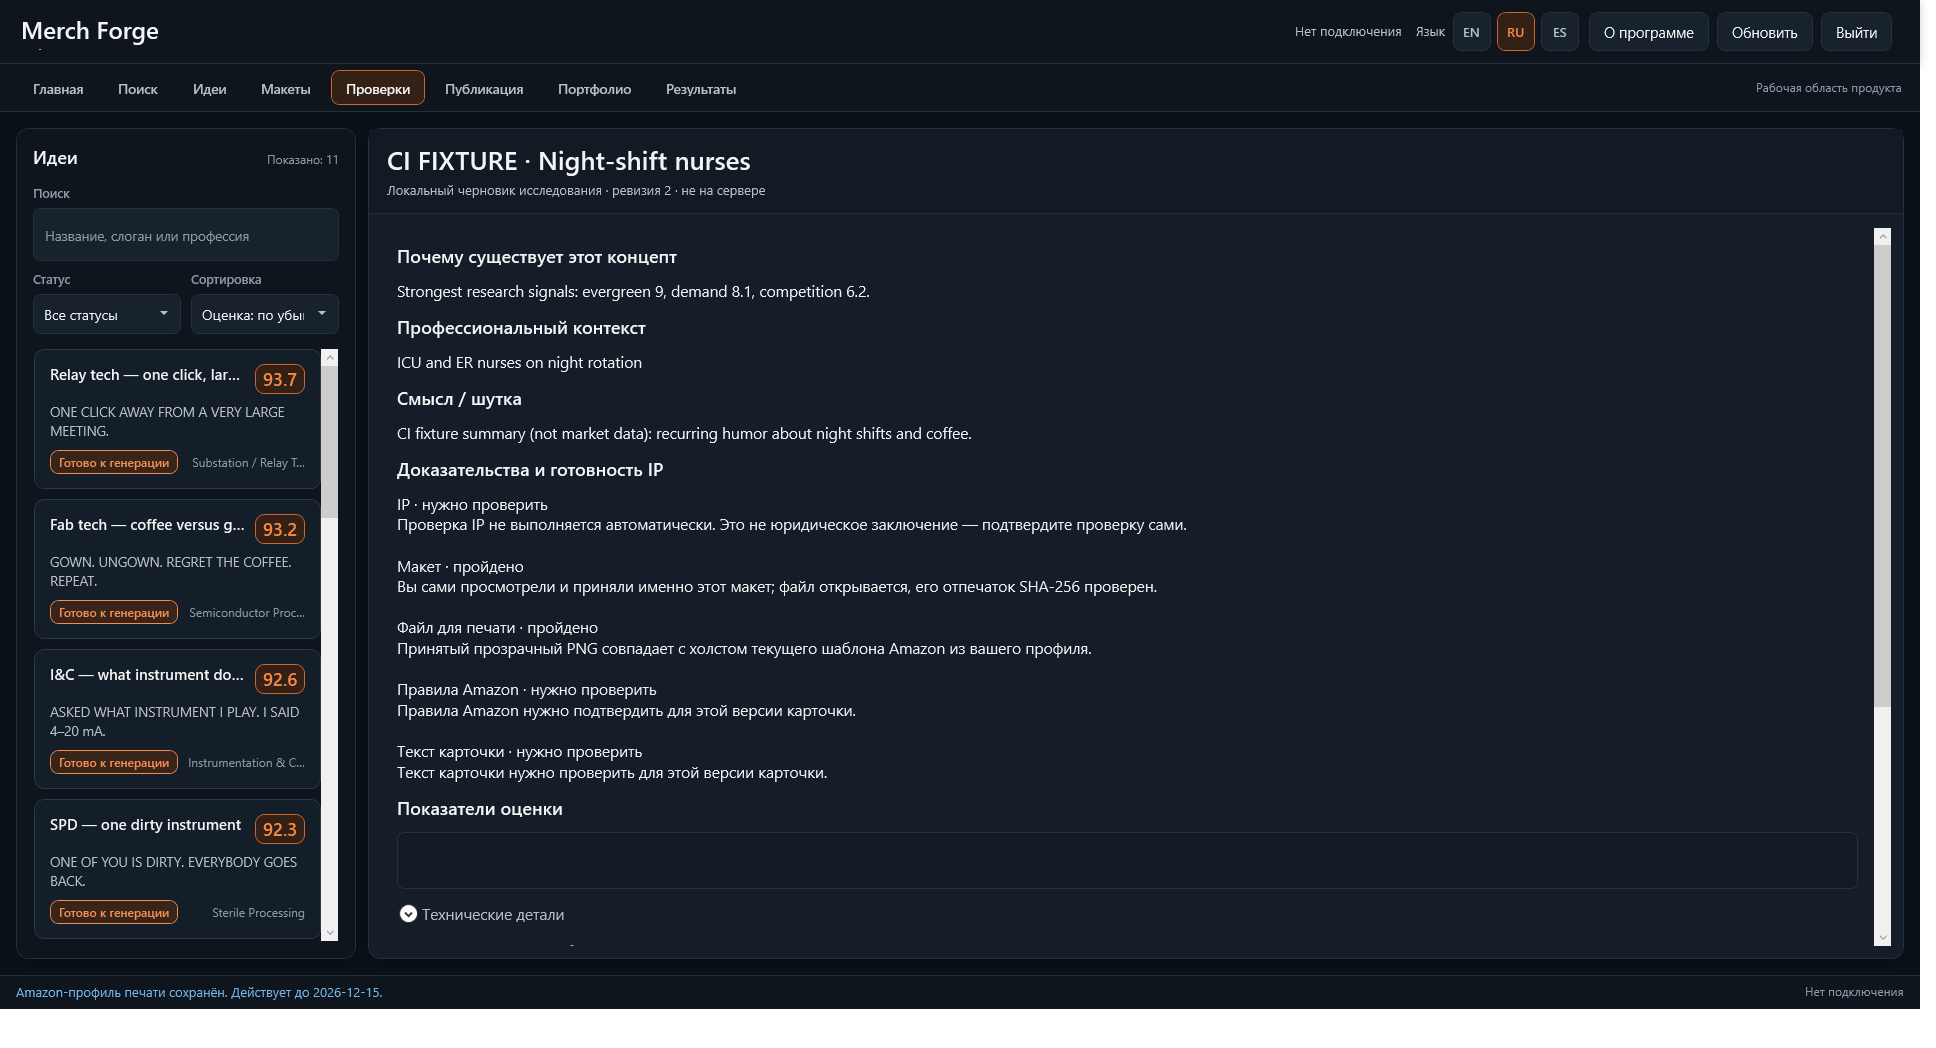 Merch Forge
Нет подключения
Язык
EN
RU
ES
О программе
Обновить
Выйти
Главная
Поиск
Идеи
Макеты
Проверки
Публикация
Портфолио
Результаты
Рабочая область продукта
Идеи
Показано: 11
Поиск
Название, слоган или профессия
Статус
Сортировка
Все статусы
Оценка: по убы
Relay tech — one click, lar...
93.7
ONE CLICK AWAY FROM A VERY LARGE
MEETING.
Готово к генерации
Substation / Relay T...
Fab tech — coffee versus g...
93.2
GOWN. UNGOWN. REGRET THE COFFEE.
REPEAT.
Готово к генерации
Semiconductor Proc...
I&C — what instrument do...
92.6
ASKED WHAT INSTRUMENT I PLAY. I SAID
4–20 mA.
Готово к генерации
Instrumentation & C...
SPD — one dirty instrument
92.3
ONE OF YOU IS DIRTY. EVERYBODY GOES
BACK.
Готово к генерации
Sterile Processing
CI FIXTURE · Night-shift nurses
Локальный черновик исследования · ревизия 2 · не на сервере
Почему существует этот концепт
Strongest research signals: evergreen 9, demand 8.1, competition 6.2.
Профессиональный контекст
ICU and ER nurses on night rotation
Смысл / шутка
CI fixture summary (not market data): recurring humor about night shifts and coffee.
Доказательства и готовность IP
IP · нужно проверить
Проверка IP не выполняется автоматически. Это не юридическое заключение — подтвердите проверку сами.
Макет · пройдено
Вы сами просмотрели и приняли именно этот макет; файл открывается, его отпечаток SHA-256 проверен.
Файл для печати · пройдено
Принятый прозрачный PNG совпадает с холстом текущего шаблона Amazon из вашего профиля.
Правила Amazon · нужно проверить
Правила Amazon нужно подтвердить для этой версии карточки.
Текст карточки · нужно проверить
Текст карточки нужно проверить для этой версии карточки.
Показатели оценки
Технические детали
Amazon-профиль печати сохранён. Действует до 2026-12-15.
Нет подключения